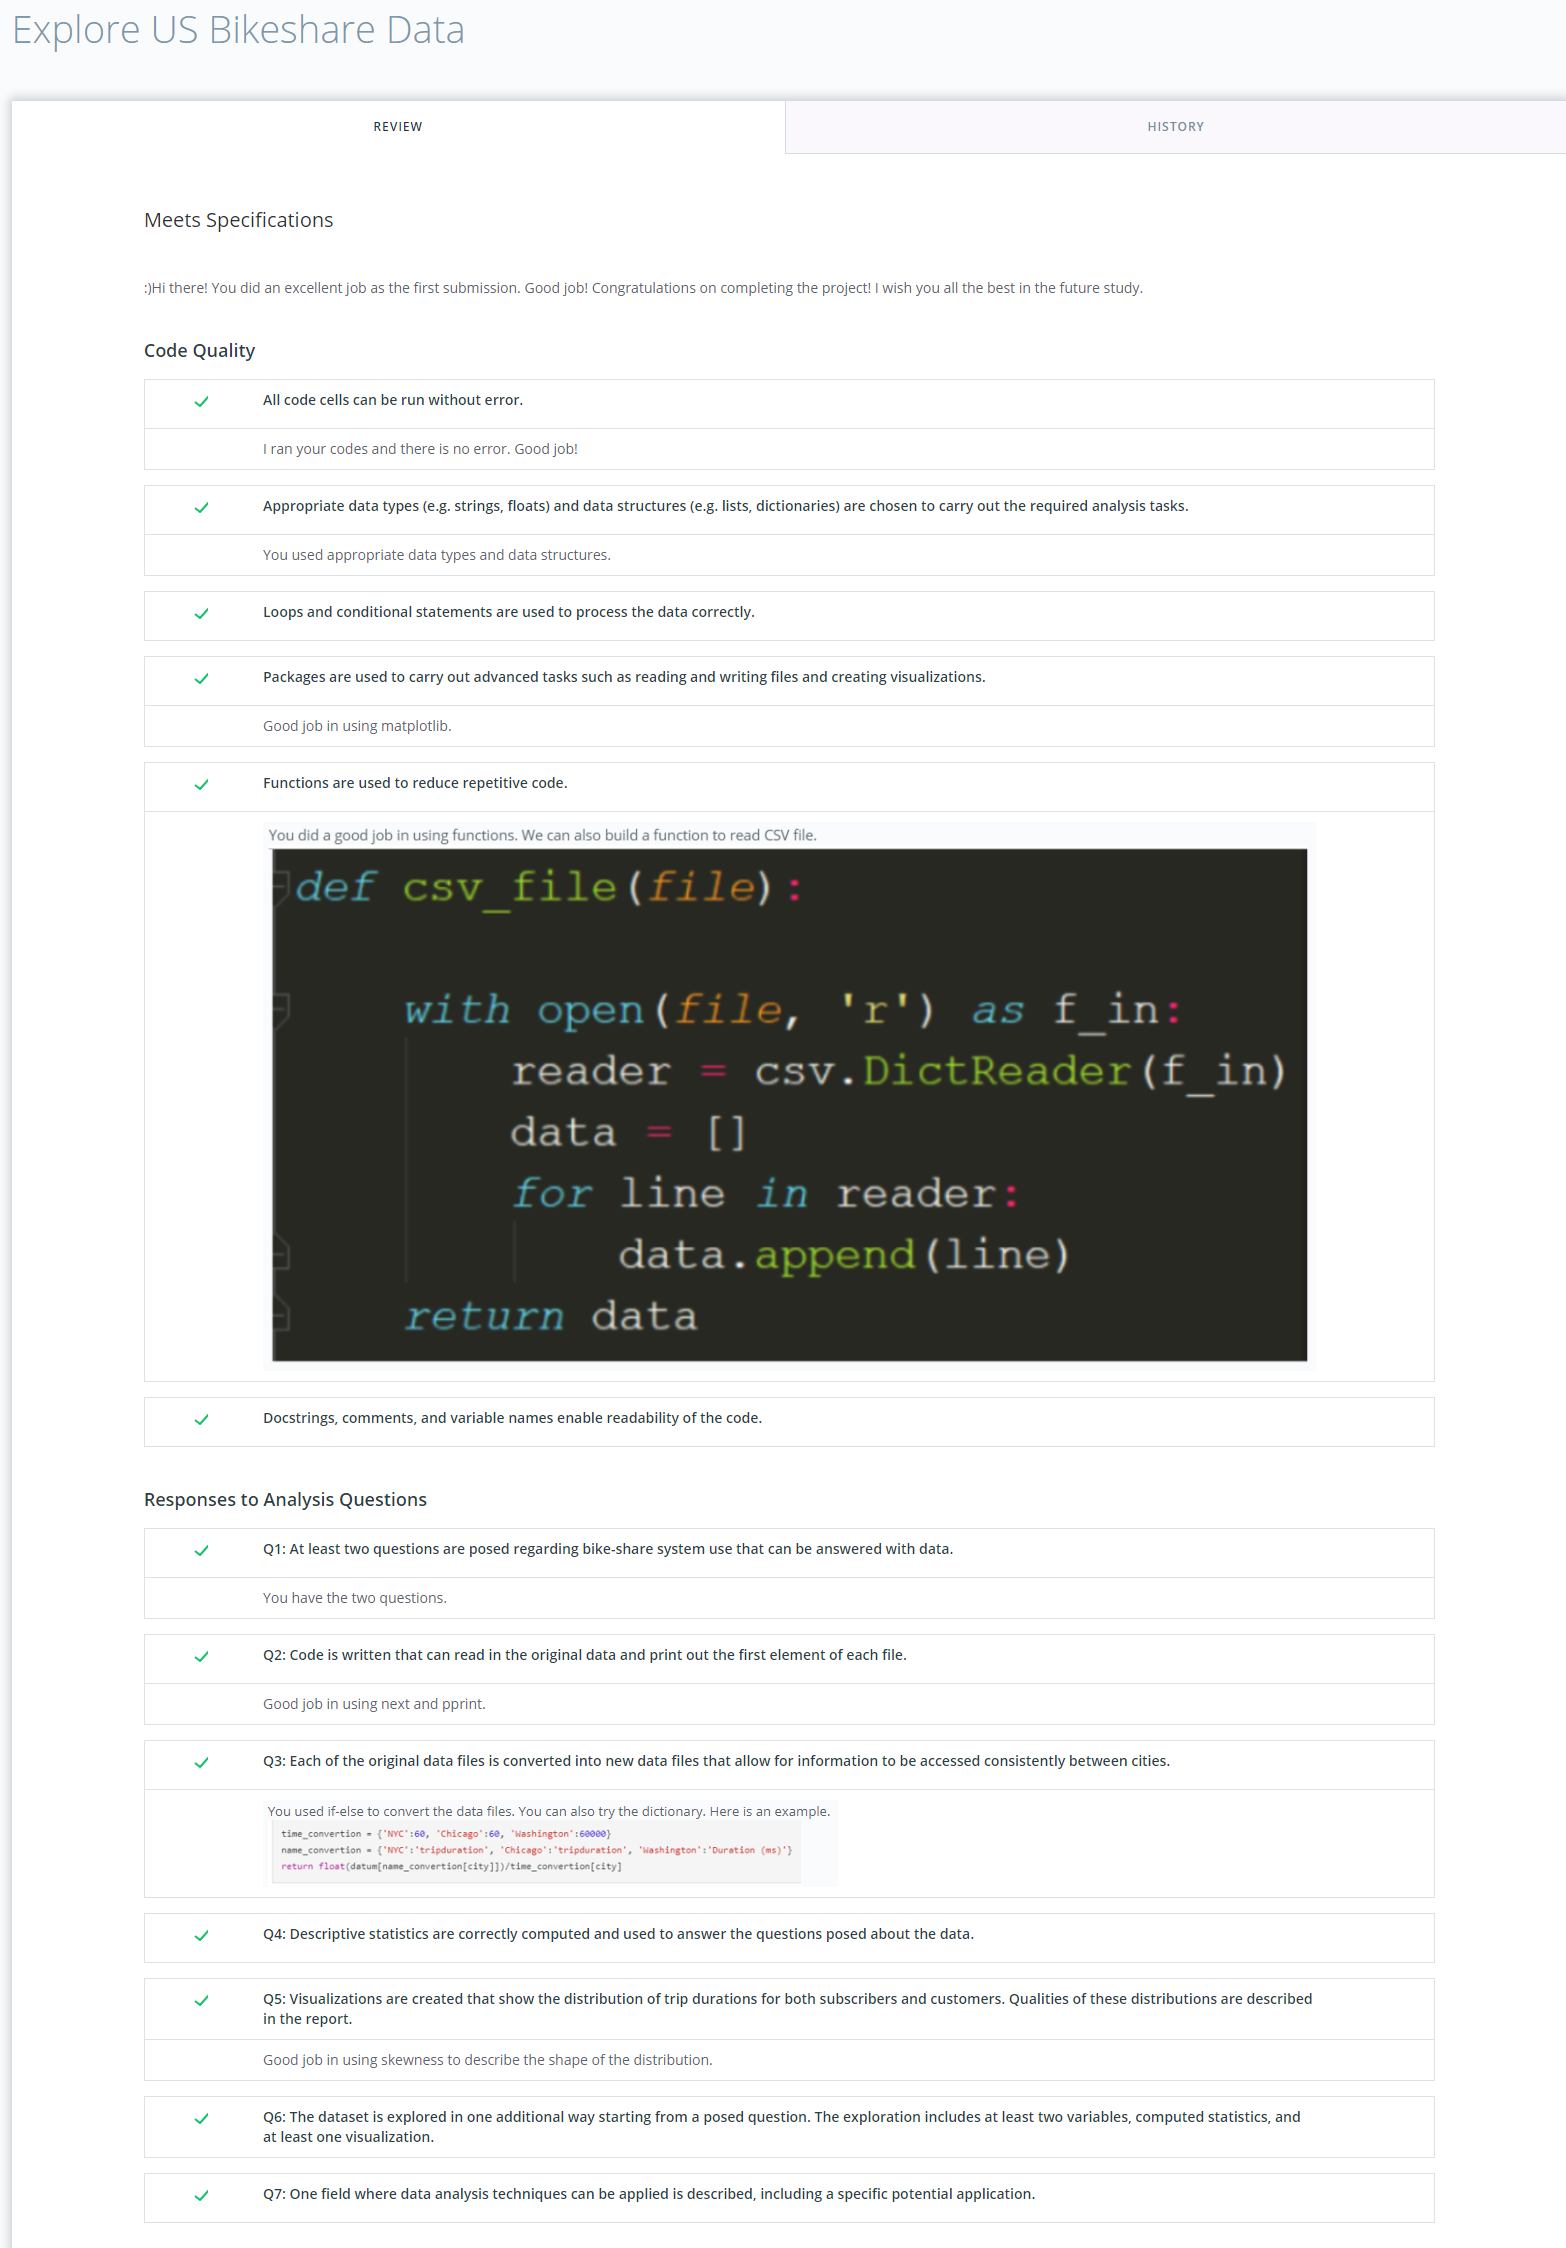 Explore US Bikeshare Data
REVIEW
HISTORY
Meets Specifications
:)Hi there! You did an excellent job as the first submission. Good job! Congratulations on completing the project! I wish you all the best in the future study.
Code Quality
All code cells can be run without error.
I ran your codes and there is no error. Good job!
Appropriate data types (e.g. strings, floats) and data structures (e.g. lists, dictionaries) are chosen to carry out the required analysis tasks.
You used appropriate data types and data structures.
Loops and conditional statements are used to process the data correctly.
Packages are used to carry out advanced tasks such as reading and writing files and creating visualizations.
Good job in using matplotlib.
Functions are used to reduce repetitive code.
You did a good job in using functions. We can also build a function to read CSV file.
def csv_file(file):
with open(file, 'r') as f_in:
reader = csv.DictReader(f_in)
data = []
for line in reader:
data.append(line)
return data
Docstrings, comments, and variable names enable readability of the code.
Responses to Analysis Questions
Q1: At least two questions are posed regarding bike-share system use that can be answered with data.
You have the two questions.
Q2: Code is written that can read in the original data and print out the first element of each file.
Good job in using next and pprint.
Q3: Each of the original data files is converted into new data files that allow for information to be accessed consistently between cities.
You used if-else to convert the data files. You can also try the dictionary. Here is an example.
time_convertion = {'NYC':60, 'Chicago':60, 'Washington':60000}
name_convertion = {'NYC':'tripduration', 'Chicago':'tripduration', 'Washington':'Duration (ms)'}
return float(datum[name_convertion[city]])/time_convertion[city]
Q4: Descriptive statistics are correctly computed and used to answer the questions posed about the data.
Q5: Visualizations are created that show the distribution of trip durations for both subscribers and customers. Qualities of these distributions are described
in the report.
Good job in using skewness to describe the shape of the distribution.
Q6: The dataset is explored in one additional way starting from a posed question. The exploration includes at least two variables, computed statistics, and
at least one visualization.
Q7: One field where data analysis techniques can be applied is described, including a specific potential application.